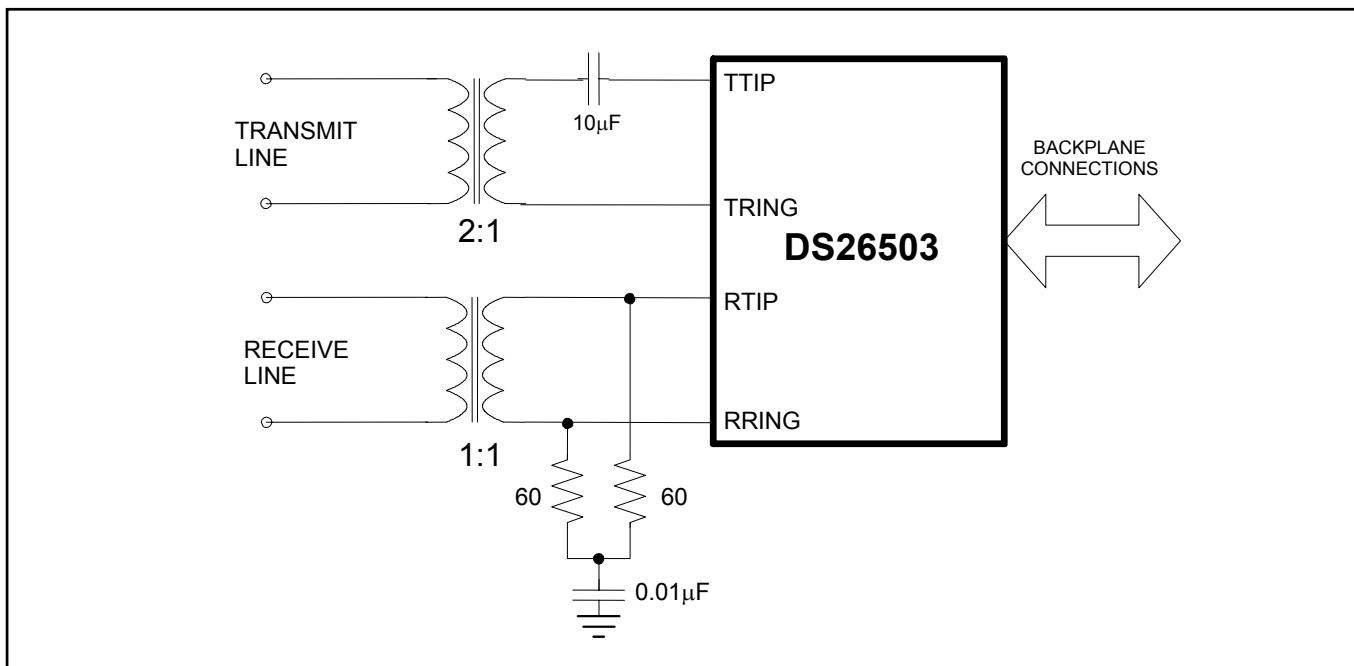 TRANSMIT
LINE
10μF
TTIP
TRING
2:1
DS26503
BACKPLANE
CONNECTIONS
RECEIVE
LINE
RTIP
RRING
1:1
60
60
0.01μF